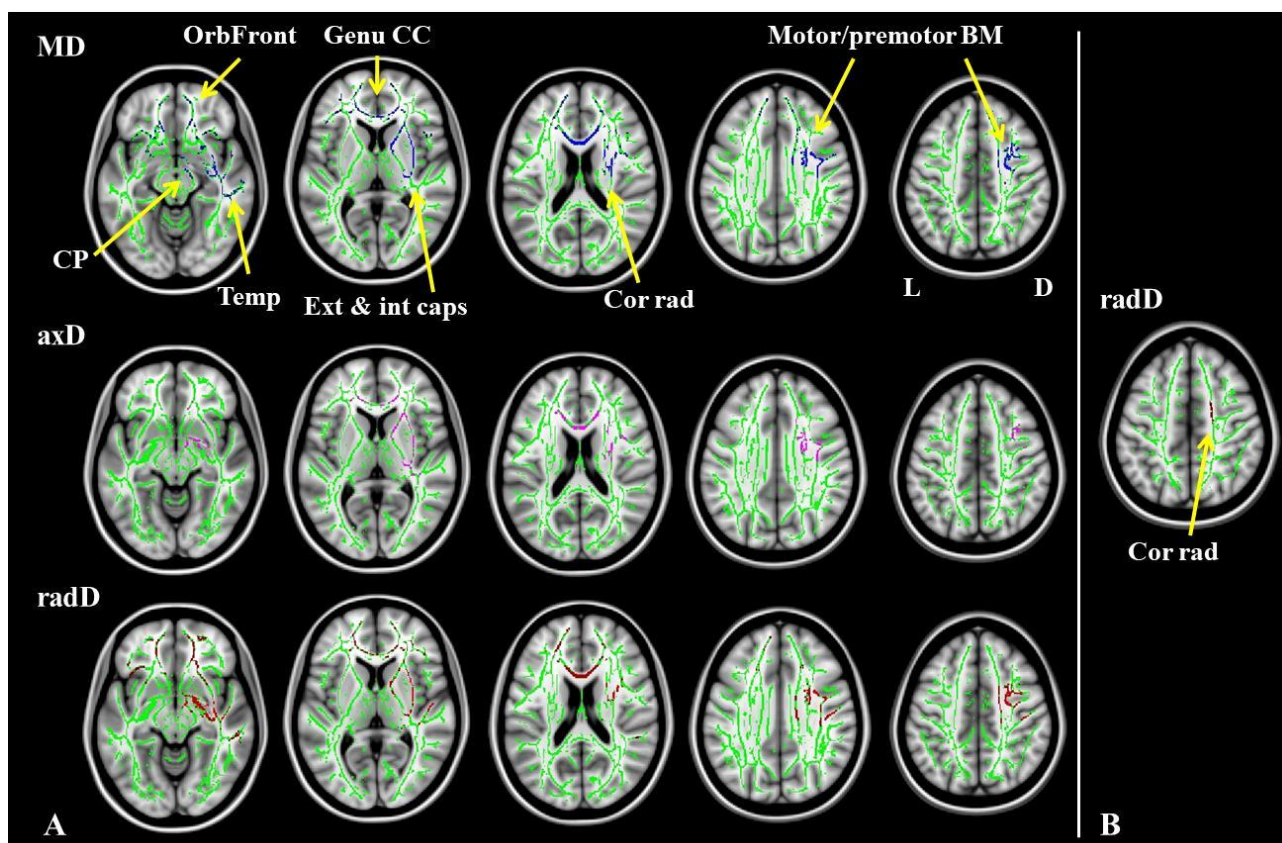 OrbFront Genu CC Motor/premotor BM
MD
CP
Temp Ext & int caps Cor rad L D
radD
axD
Cor rad
radD
A B